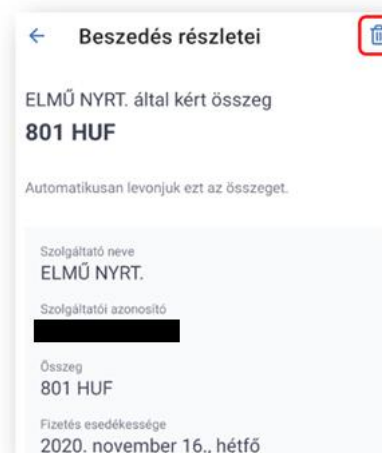 Beszedés részletei
ELMŰ NYRT. által kért összeg
801 HUF
Automatikusan levonjuk ezt az összeget.
Szolgáltató neve
ELMŰ NYRT.
Szolgáltatói azonosító
Összeg
801 HUF
Fizetés esedékessége
2020. november 16., hétfő